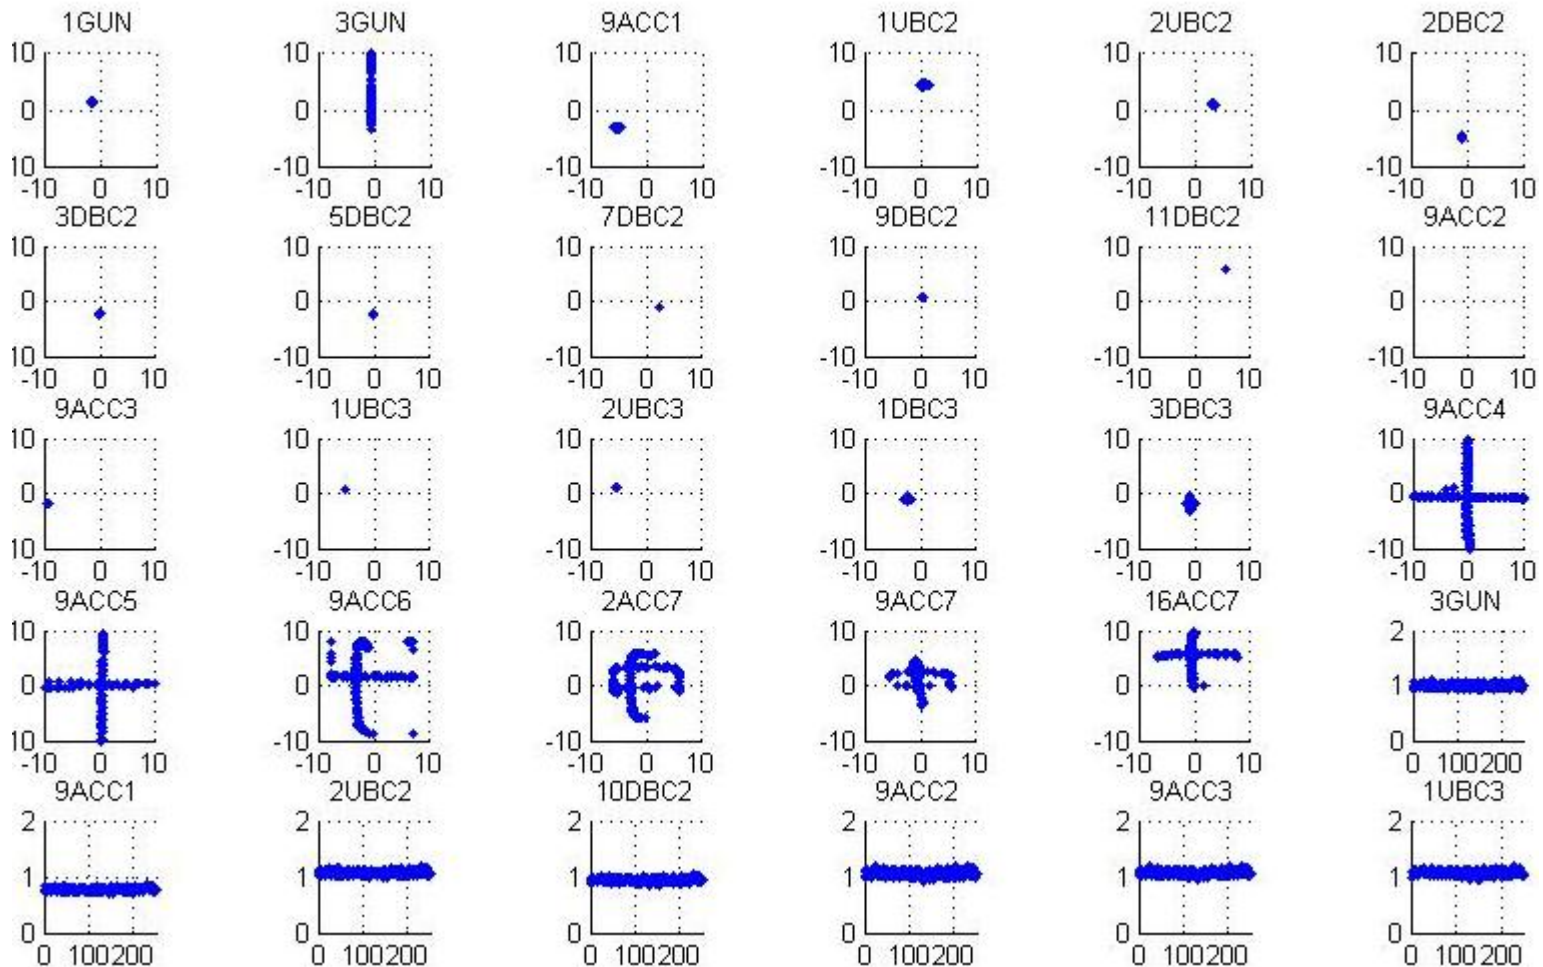 1GUN 3GUN 9ACC1 1UBC2 2UBC2 2DBC2
10 10 10 10 10 10
0 0 0 0 0 0
10 -10 -10 -10 -10 -10
-10 0 10 -10 0 10 -10 0 10 -10 0 10 -10 0 10 -10 0 10
3DBC2 5DBC2 7DBC2 9DBC2 11DBC2 9ACC2
10 10 10 10 10 10
0 0 0 0 0 0
10 -10 -10 -10 -10 -10
-10 0 10 -10 0 10 -10 0 10 -10 0 10 -10 0 10 -10 0 10
9ACC3 1UBC3 2UBC3 1DBC3 3DBC3 9ACC4
10 10 10 10 10 10
0 0 0 0 0 0
-10 -10 -10 -10 -10 -10
-10 0 10 -10 0 10 -10 0 10 -10 0 10 -10 0 10 -10 0 10
9ACC5 9ACC6 2ACC7 9ACC7 16ACC7 3GUN
10 10 10 10 10 2
0 0 0 0 0 1
10 -10 -10 -10 -10 0
-10 0 10 -10 0 10 -10 0 10 -10 0 10 -10 0 10 0 100200
9ACC1 2UBC2 10DBC2 9ACC2 9ACC3 1UBC3
2 2 2 2 2 2
1 1 1 1 1 1
0 0 0 0 0 0
0 100200 0 100200 0 100200 0 100200 0 100200 0 100200